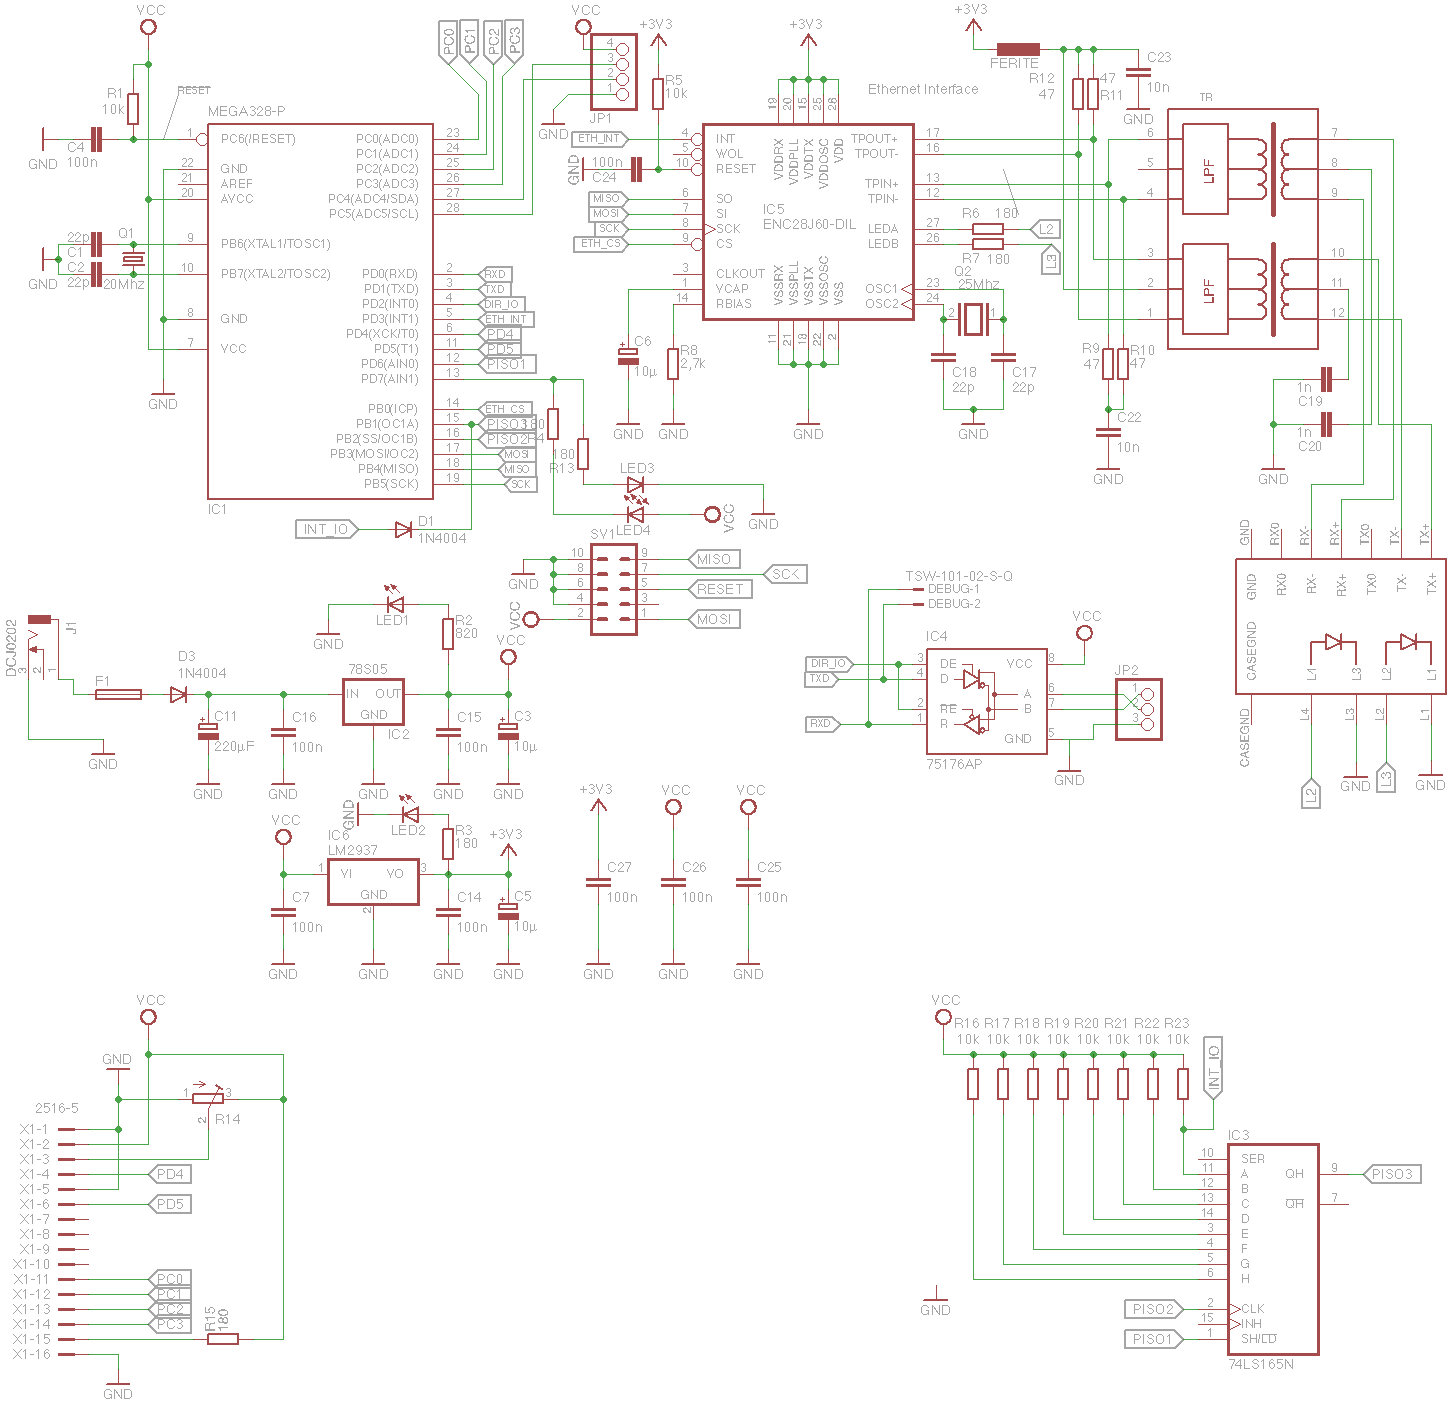 VCC
R1
10k
RESET
C4
100n
GND
MEGA328-P
1 PC6(/RESET)
22 GND
21 AREF
20 AVCC
9 PB6(XTAL1/TOSC1)
10 PB7(XTAL2/TOSC2)
8 GND
7 VCC
PC0(ADC0) 23
PC1(ADC1) 24
PC2(ADC2) 25
PC3(ADC3) 26
PC4(ADC4/SDA) 27
PC5(ADC5/SCL) 28
PD0(RXD) 2 RXD
PD1(TXD) 3 TXD
PD2(INT0) 4 DIR_IO
PD3(INT1) 5 ETH_INT
PD4(XCK/T0) 6 PD4
PD5(T1) 11 PD5
PD6(AIN0) 12 PISO1
PD7(AIN1) 13
PB0(ICP) 14 ETH_CS
PB1(OC1A) 15 PISO3
PB2(SS/OC1B) 16 PISO2
PB3(MOSI/OC2) 17 MOSI
PB4(MISO) 18 MISO
PB5(SCK) 19 SCK
IC1
22p
C1
C2
22p
Q1
20Mhz
GND
GND
PC0
PC1
PC2
PC3
VCC
4
3
2
1
JP1
GND
+3V3
R5
10k
100n
C24
GND
ETH_INT
MISO
MOSI
SCK
ETH_CS
+3V3
19 20 15 25 28
VDDRX
VDDPLL
VDDTX
VDDOSC
VDD
4 INT
5 WOL
10 RESET
6 SO
7 SI
8 SCK
9 CS
3 CLKOUT
1 VCAP
14 RBIAS
IC5
ENC28J60-DIL
TPOUT+ 17
TPOUT- 16
TPIN+ 13
TPIN- 12
LEDA 27
LEDB 26
OSC1 23
OSC2 24
VSSRX
VSSPLL
VSSTX
VSSOSC
VSS
11 21 18 22 2
GND
Ethernet Interface
C6
10µ
GND
R8
2,7k
GND
R6 180
R7 180
L2
L3
Q2
25Mhz
2 1
C18
22p
C17
22p
GND
+3V3
FERITE
C23
10n
GND
R12
47
47
R11
R9
47
R10
47
C22
10n
GND
TR
6
5
4
3
2
1
LPF
LPF
7
8
9
10
11
12
1n
C19
1n
C20
GND
180
R4
180
R13
LED3
LED4
GND
VCC
INT_IO
D1
1N4004
SV1
10 9 MISO
8 7 SCK
6 5 RESET
4 3
2 1 MOSI
GND
VCC
GND RX0 RX- RX+ TX0 TX- TX+
GND RX0 RX- RX+ TX0 TX- TX+
CASEGND L1 L3 L2 L1
CASEGND L4 L3 L2 L1
L2
GND
L3
GND
DCJ0202
J1
3 2 1
GND
F1
D3
1N4004
C11
220µF
GND
C16
100n
GND
GND
LED1
R2
820
78S05
IN OUT
GND
IC2
GND
VCC
C15
100n
GND
C3
10µ
GND
TSW-101-02-S-Q
DEBUG-1
DEBUG-2
IC4
DIR_IO
TXD
RXD
3 DE
4 D
2 RE
1 R
VCC 8
A 6
B 7
GND 5
75176AP
VCC
JP2
1
2
3
GND
VCC
GND
LED2
R3
180
+3V3
IC6
LM2937
1 VI
VO 3
GND
2
C7
100n
GND
GND
C14
100n
GND
C5
10µ
GND
+3V3
C27
100n
GND
VCC
C26
100n
GND
VCC
C25
100n
GND
VCC
GND
1 3
2
R14
2516-5
X1-1
X1-2
X1-3
X1-4 PD4
X1-5
X1-6 PD5
X1-7
X1-8
X1-9
X1-10
X1-11 PC0
X1-12 PC1
X1-13 PC2
X1-14 PC3
X1-15
X1-16
R15
180
GND
VCC
R16 R17 R18 R19 R20 R21 R22 R23
10k 10k 10k 10k 10k 10k 10k 10k
INT_IO
IC3
10 SER
11 A
12 B
13 C
14 D
3 E
4 F
5 G
6 H
PISO2 2 CLK
15 INH
PISO1 1 SH/LD
QH 9 PISO3
QH 7
74LS165N
GND